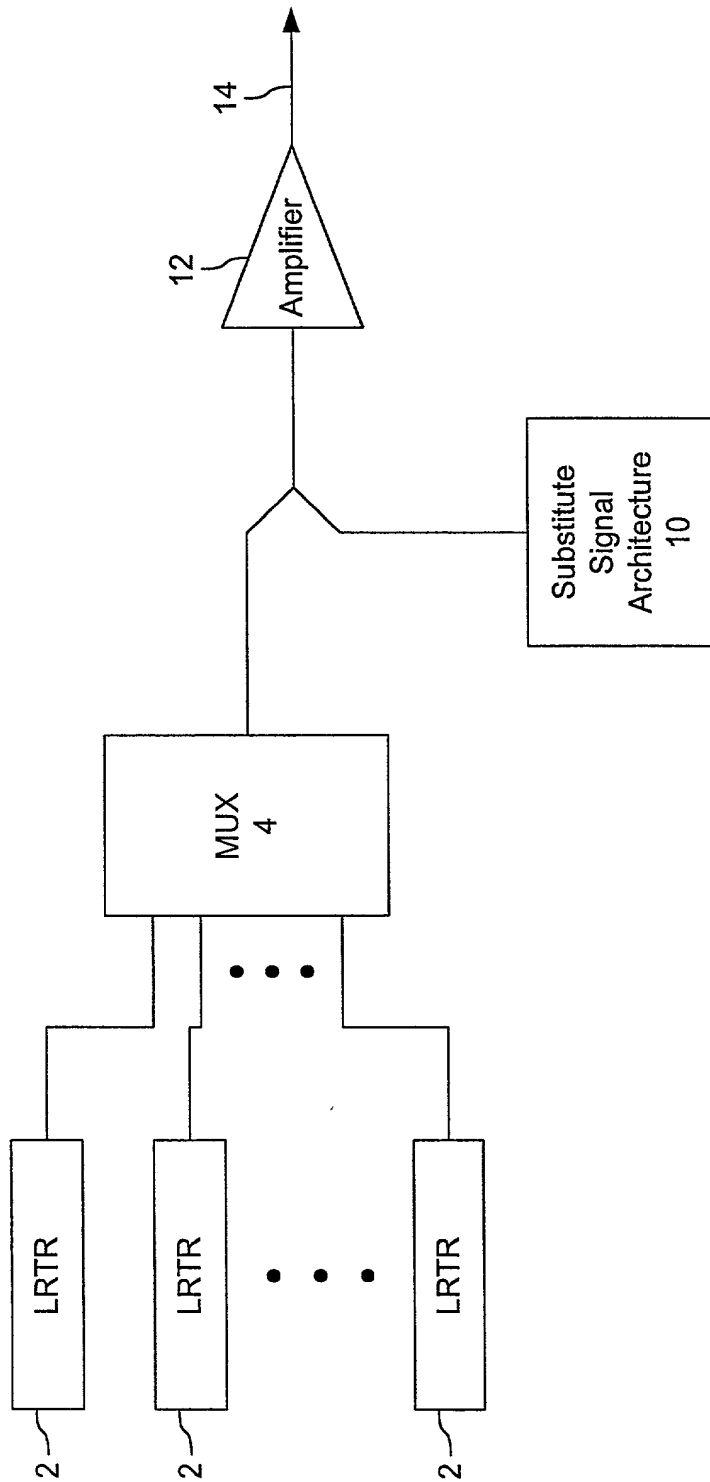 2
LRTR
2
LRTR
2
LRTR
MUX
4
Substitute
Signal
Architecture
10
12
Amplifier
14